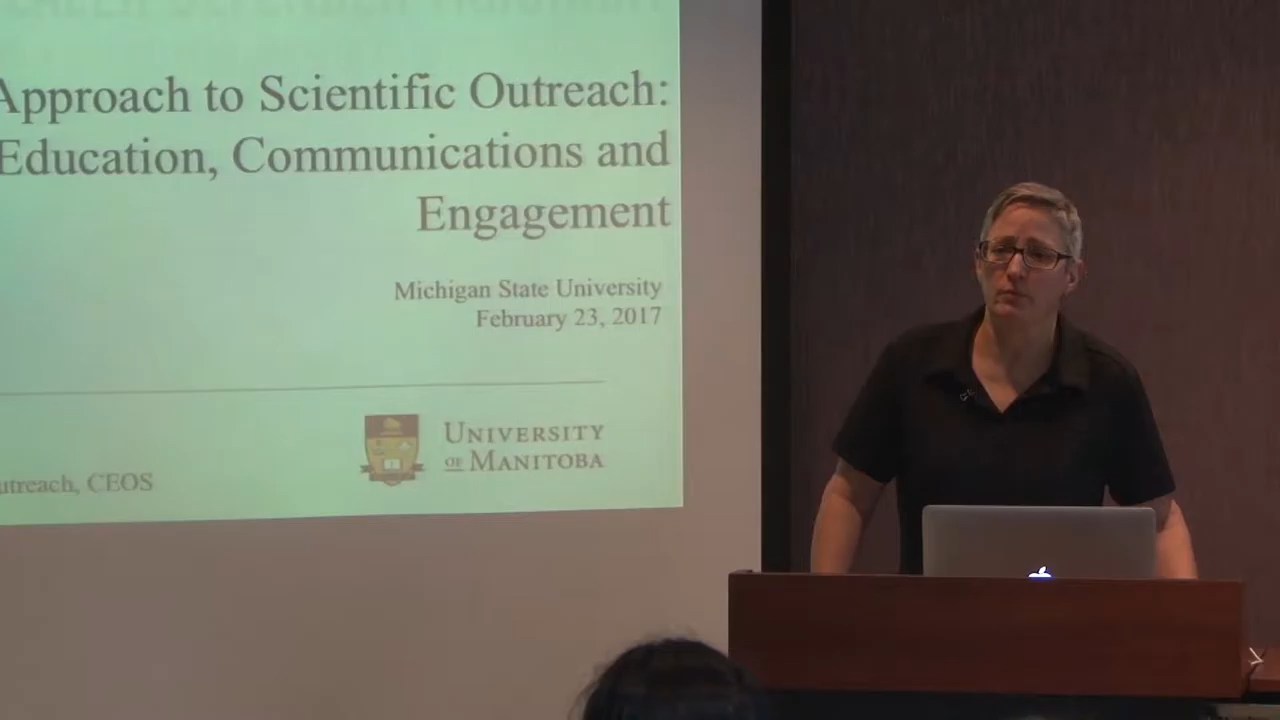 Approach to Scientific Outreach:
Education, Communications and
Engagement
Michigan State University
February 23, 2017
UNIVERSITY
OF MANITOBA
utreach, CEOS